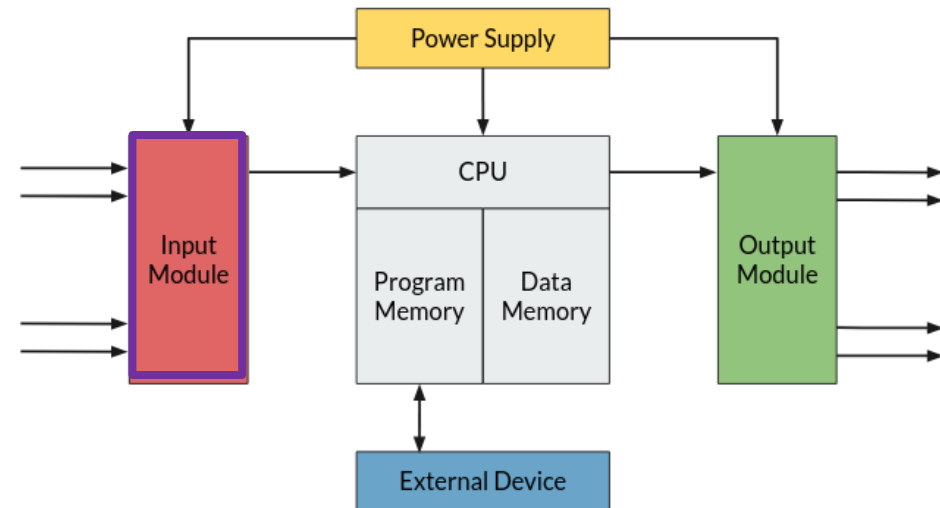 Power Supply
CPU
Input
Module
Program
Memory
Data
Memory
Output
Module
External Device